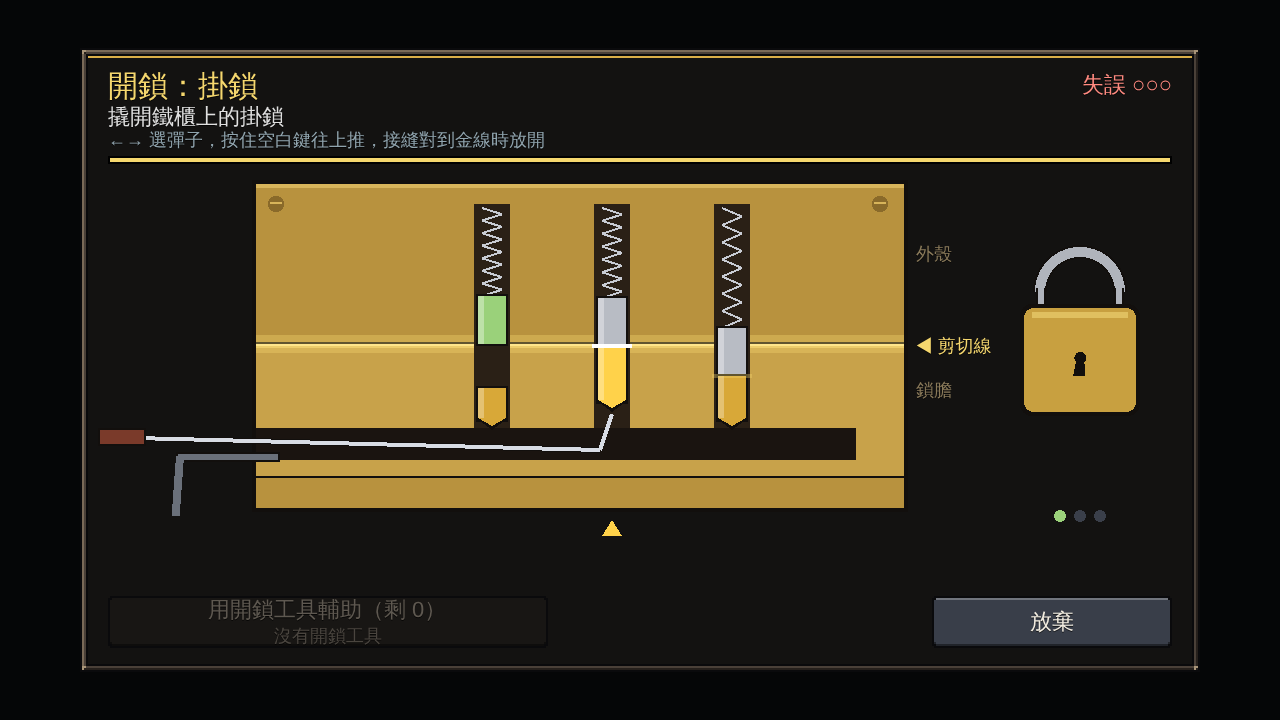 開鎖：掛鎖
失誤 ○○○
撬開鐵櫃上的掛鎖
←→ 選彈子，按住空白鍵往上推，接縫對到金線時放開
外殼
◀ 剪切線
鎖膽
用開鎖工具輔助（剩 0）
沒有開鎖工具
放棄